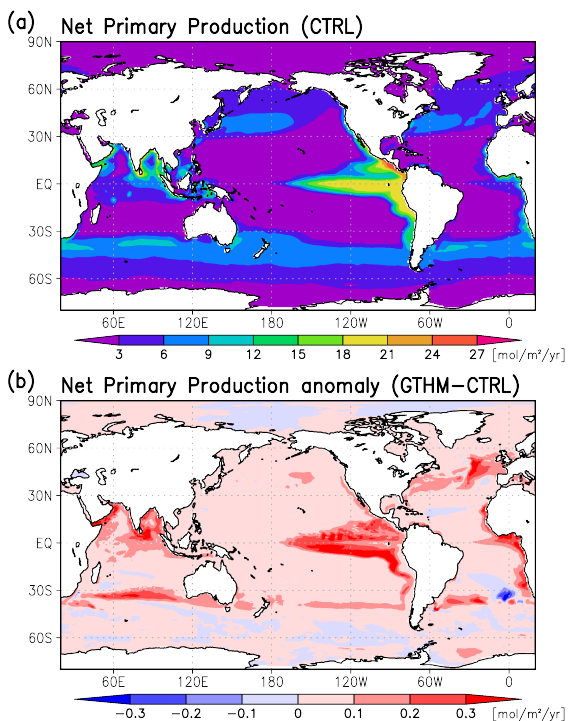 (a) Net Primary Production (CTRL)
90N
60N
30N
EQ
30S
60S
60E 120E 180 120W 60W 0
3 6 9 12 15 18 21 24 27 [mol/m²/yr]
(b) Net Primary Production anomaly (GTHM−CTRL)
90N
60N
30N
EQ
30S
60S
60E 120E 180 120W 60W 0
−0.3 −0.2 −0.1 0 0.1 0.2 0.3 [mol/m²/yr]